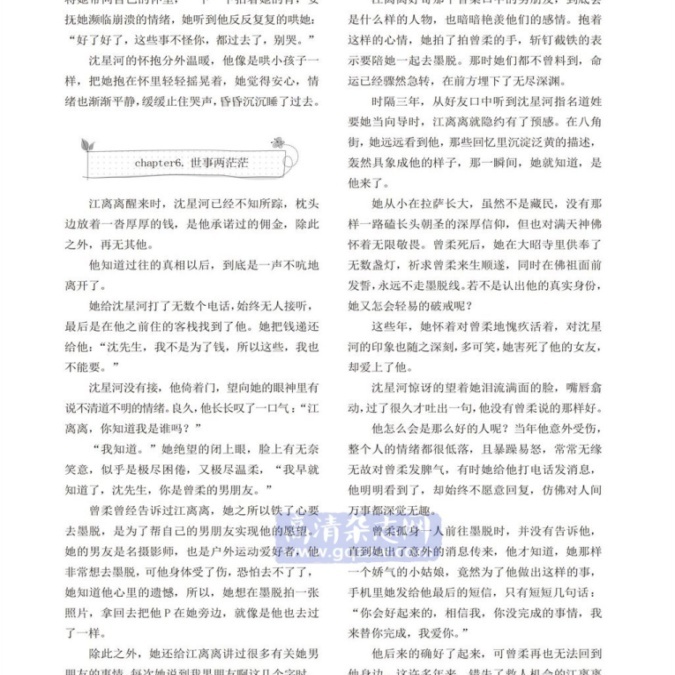 将她带向自己的怀里,一下一下拍着她的背,安
抚她濒临崩溃的情绪,她听到他反反复复的哄她:
“好了好了,这些事不怪你,都过去了,别哭。”
沈星河的怀抱分外温暖,他像是哄小孩子一
样,把她抱在怀里轻轻摇晃着,她觉得安心,情
绪也渐渐平静,缓缓止住哭声,昏昏沉沉睡了过去。
chapter6. 世事两茫茫
江离离醒来时,沈星河已经不知所踪,枕头
边放着一沓厚厚的钱,是他承诺过的佣金,除此
之外,再无其他。
他知道过往的真相以后,到底是一声不吭地
离开了。
她给沈星河打了无数个电话,始终无人接听,
最后是在他之前住的客栈找到了他。她把钱递还
给他:“沈先生,我不是为了钱,所以这些,我也
不能要。”
沈星河没有接,他倚着门,望向她的眼神里有
说不清道不明的情绪。良久,他长长叹了一口气:“江
离离,你知道我是谁吗?”
“我知道。”她绝望的闭上眼,脸上有无奈
笑意,似乎是极尽困倦,又极尽温柔,“我早就
知道了,沈先生,你是曾柔的男朋友。”
曾柔曾经告诉过江离离,她之所以铁了心要
去墨脱,是为了帮自己的男朋友实现他的愿望。
她的男友是名摄影师,也是户外运动爱好着,他
非常想去墨脱,可他身体受了伤,恐怕去不了了,
她知道他心里的遗憾,所以,她想在墨脱拍一张
照片,拿回去把他P在她旁边,就像是他也去过
了一样。
除此之外,她还给江离离讲过很多有关她男
朋友的事情,每次她说到我男朋友啊这几个字时,
是什么样的人物,也暗暗艳羡他们的感情。抱着
这样的心情,她拍了拍曾柔的手,斩钉截铁的表
示要陪她一起去墨脱。那时她们都不曾料到,命
运已经骤然急转,在前方埋下了无尽深渊。
时隔三年,从好友口中听到沈星河指名道姓
要她当向导时,江离离就隐约有了预感。在八角
街,她远远看到他,那些回忆里沉淀泛黄的描述,
轰然具象成他的样子,那一瞬间,她就知道,是
他来了。
她从小在拉萨长大,虽然不是藏民,没有那
样一路磕长头朝圣的深厚信仰,但也对满天神佛
怀着无限敬畏。曾柔死后,她在大昭寺里供奉了
无数盏灯,祈求曾柔来生顺遂,同时在佛祖面前
发誓,永远不走墨脱线。若不是认出他的真实身份,
她又怎会轻易的破戒呢?
这些年,她怀着对曾柔地愧疚活着,对沈星
河的印象也随之深刻,多可笑,她害死了他的女友,
却爱上了他。
沈星河惊讶的望着她泪流满面的脸,嘴唇翕
动,过了很久才吐出一句,他没有曾柔说的那样好。
他怎么会是那么好的人呢?当年他意外受伤,
整个人的情绪都很低落,且暴躁易怒,常常无缘
无故对曾柔发脾气,有时她给他打电话发消息,
他明明看到了,却始终不愿意回复,仿佛对人间
万事都深觉无趣。
曾柔孤身一人前往墨脱时,并没有告诉他,
直到她出了意外的消息传来,他才知道,她那样
一个娇气的小姑娘,竟然为了他做出这样的事,
手机里她发给他最后的短信,只有短短几句话:
“你会好起来的,相信我,你没完成的事情,我
来替你完成,我爱你。”
他后来的确好了起来,可曾柔再也无法回到
他身边。这许多年来,错失了救人机会的江离离
高清杂志网